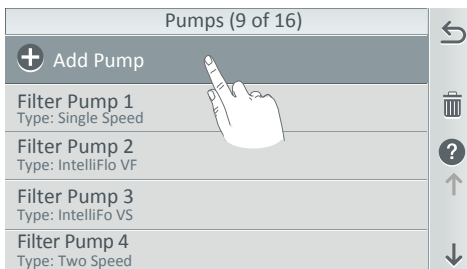 Pumps (9 of 16)
Add Pump
Filter Pump 1
Type: Single Speed
Filter Pump 2
Type: IntelliFlo VF
Filter Pump 3
Type: IntelliFo VS
Filter Pump 4
Type: Two Speed
?